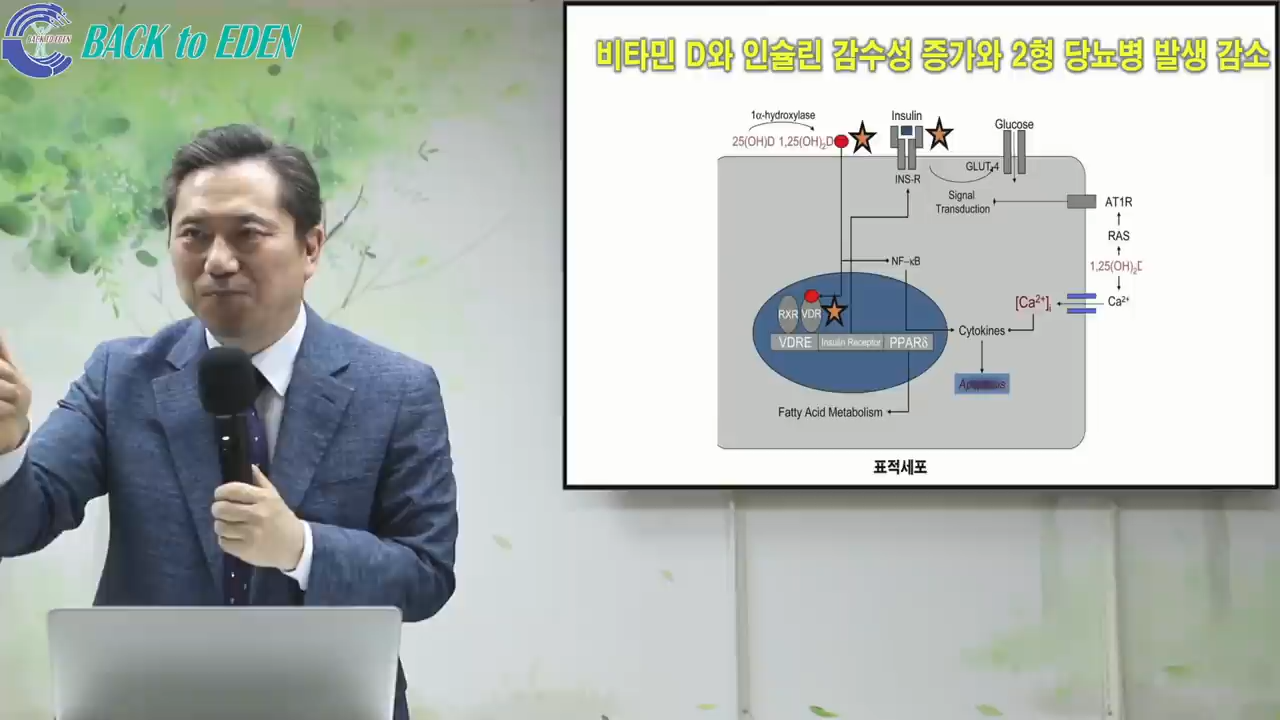 BACK TO EDEN
BACK to EDEN
비타민 D와 인슐린 감수성 증가와 2형 당뇨병 발생 감소
1α-hydroxylase
25(OH)D 1,25(OH)₂D
Insulin
INS-R
Glucose
GLUT-4
Signal
Transduction
AT1R
RAS
1,25(OH)₂D
Ca²⁺
[Ca²⁺]ᵢ
NF-κB
RXR
VDR
VDRE
Insulin Receptor
PPARδ
Cytokines
Apoptosis
Fatty Acid Metabolism
표적세포